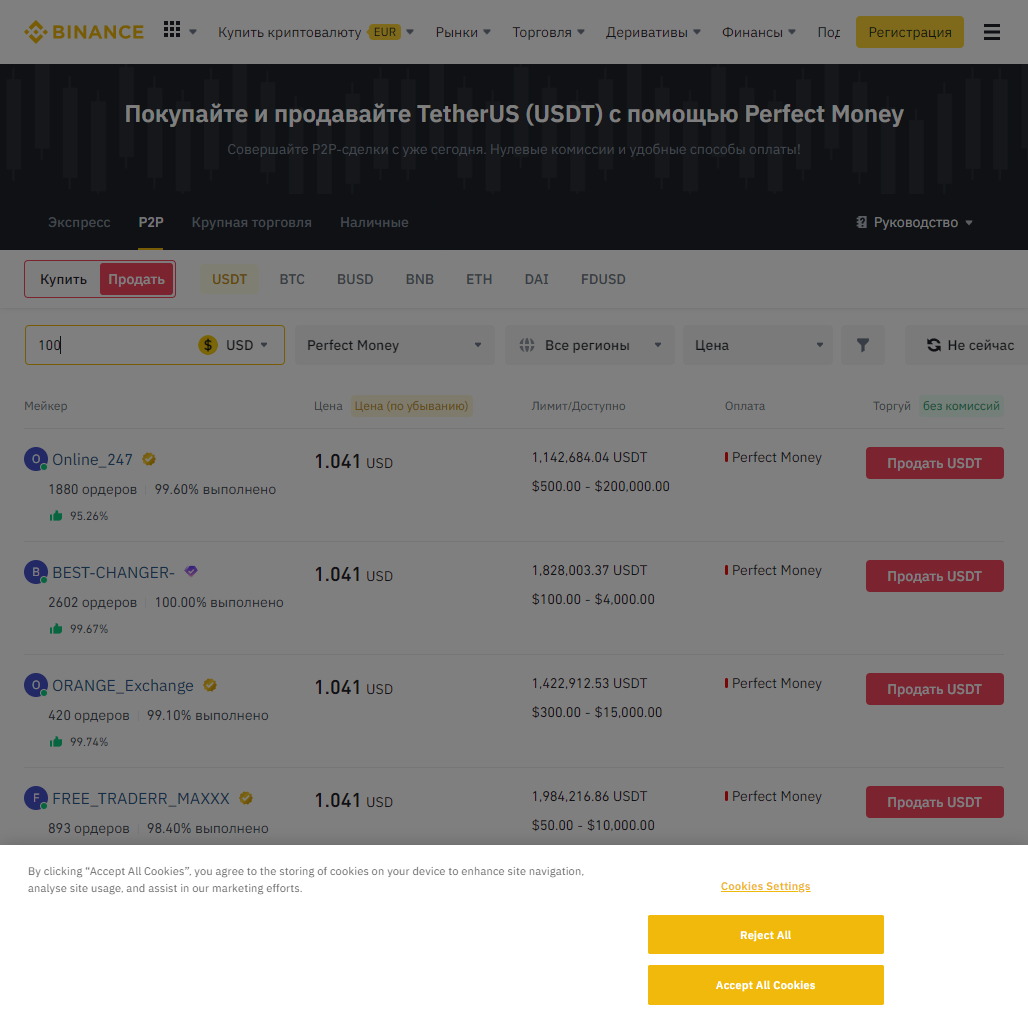 BINANCE
Купить криптовалюту EUR Рынки Торговля Деривативы Финансы Под Регистрация
Покупайте и продавайте TetherUS (USDT) с помощью Perfect Money
Совершайте P2P-сделки с уже сегодня. Нулевые комиссии и удобные способы оплаты!
Экспресс P2P Крупная торговля Наличные Руководство
Купить Продать USDT BTC BUSD BNB ETH DAI FDUSD
100 $ USD Perfect Money Все регионы Цена Не сейчас
Мейкер Цена Цена (по убыванию) Лимит/Доступно Оплата Торгуй без комиссий
O Online_247 1.041 USD 1,142,684.04 USDT Perfect Money Продать USDT
1880 ордеров 99.60% выполнено $500.00 - $200,000.00
95.26%
B BEST-CHANGER- 1.041 USD 1,828,003.37 USDT Perfect Money Продать USDT
2602 ордеров 100.00% выполнено $100.00 - $4,000.00
99.67%
O ORANGE_Exchange 1.041 USD 1,422,912.53 USDT Perfect Money Продать USDT
420 ордеров 99.10% выполнено $300.00 - $15,000.00
99.74%
F FREE_TRADERR_MAXXX 1.041 USD 1,984,216.86 USDT Perfect Money Продать USDT
893 ордеров 98.40% выполнено $50.00 - $10,000.00
By clicking “Accept All Cookies”, you agree to the storing of cookies on your device to enhance site navigation,
analyse site usage, and assist in our marketing efforts.
Cookies Settings
Reject All
Accept All Cookies